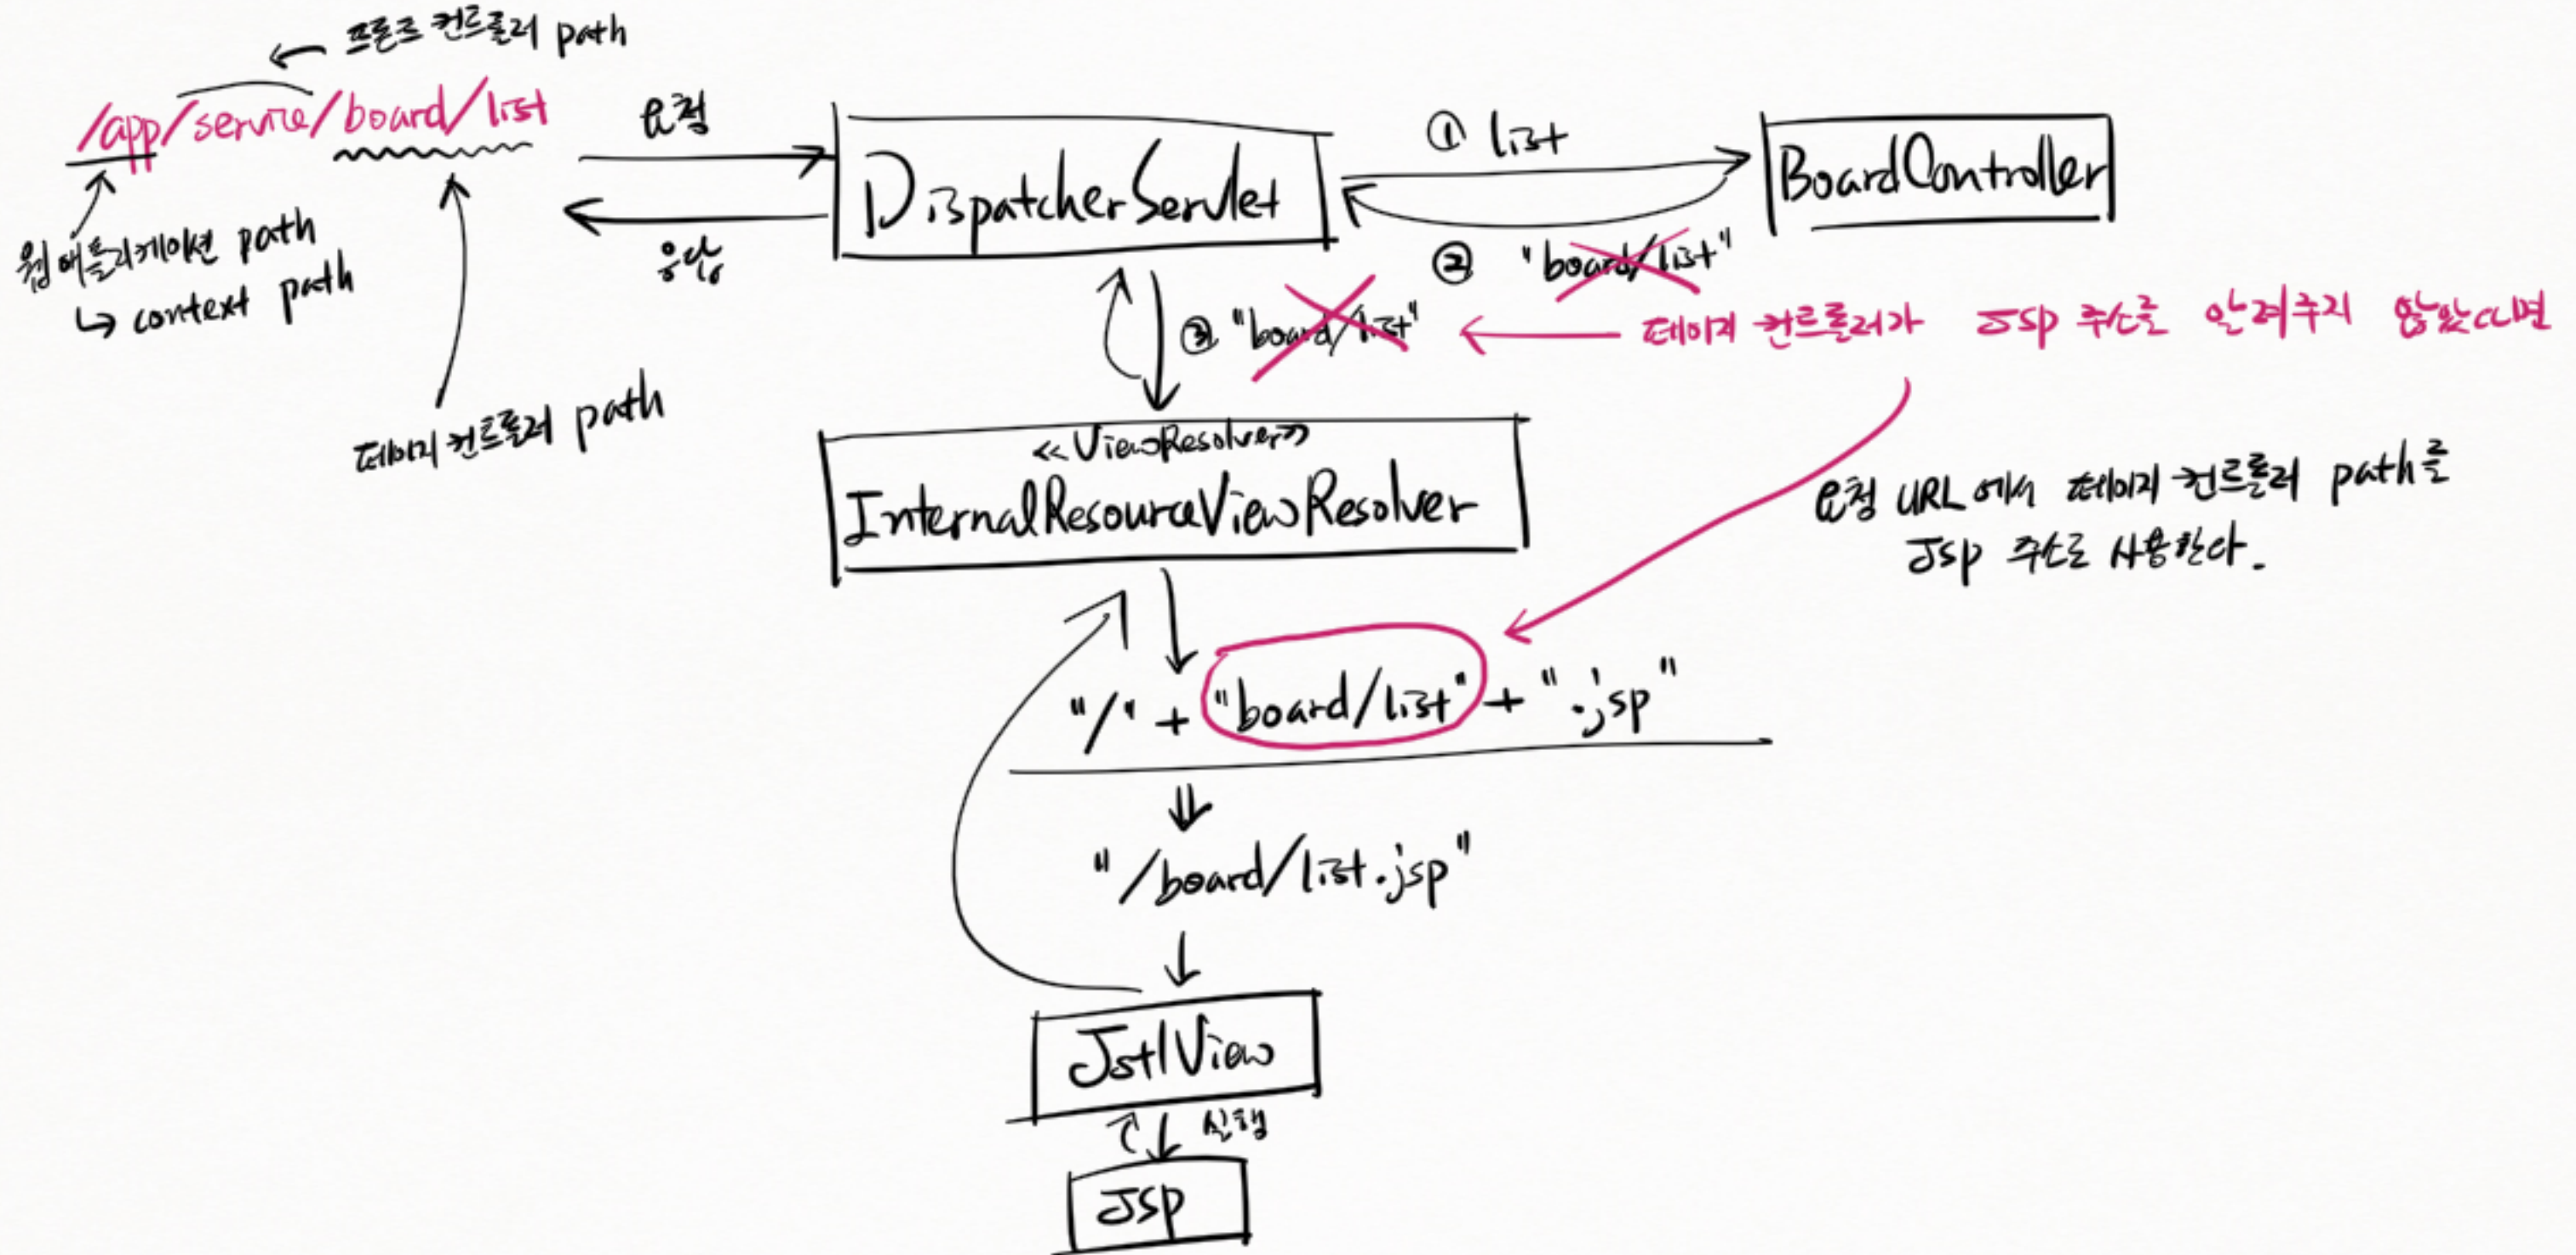 프론트 컨트롤러 path
/app/service/board/list
웹 애플리케이션 path
↳ context path
페이지 컨트롤러 path
요청
응답
DispatcherServlet
① list
BoardController
② "board/list"
③ "board/list"
페이지 컨트롤러가 JSP 주소를 알려주지 않았다면
요청 URL에서 페이지 컨트롤러 path를
JSP 주소로 사용한다.
<<ViewResolver>>
InternalResourceViewResolver
"/" + "board/list" + ".jsp"
"/board/list.jsp"
JstlView
실행
JSP